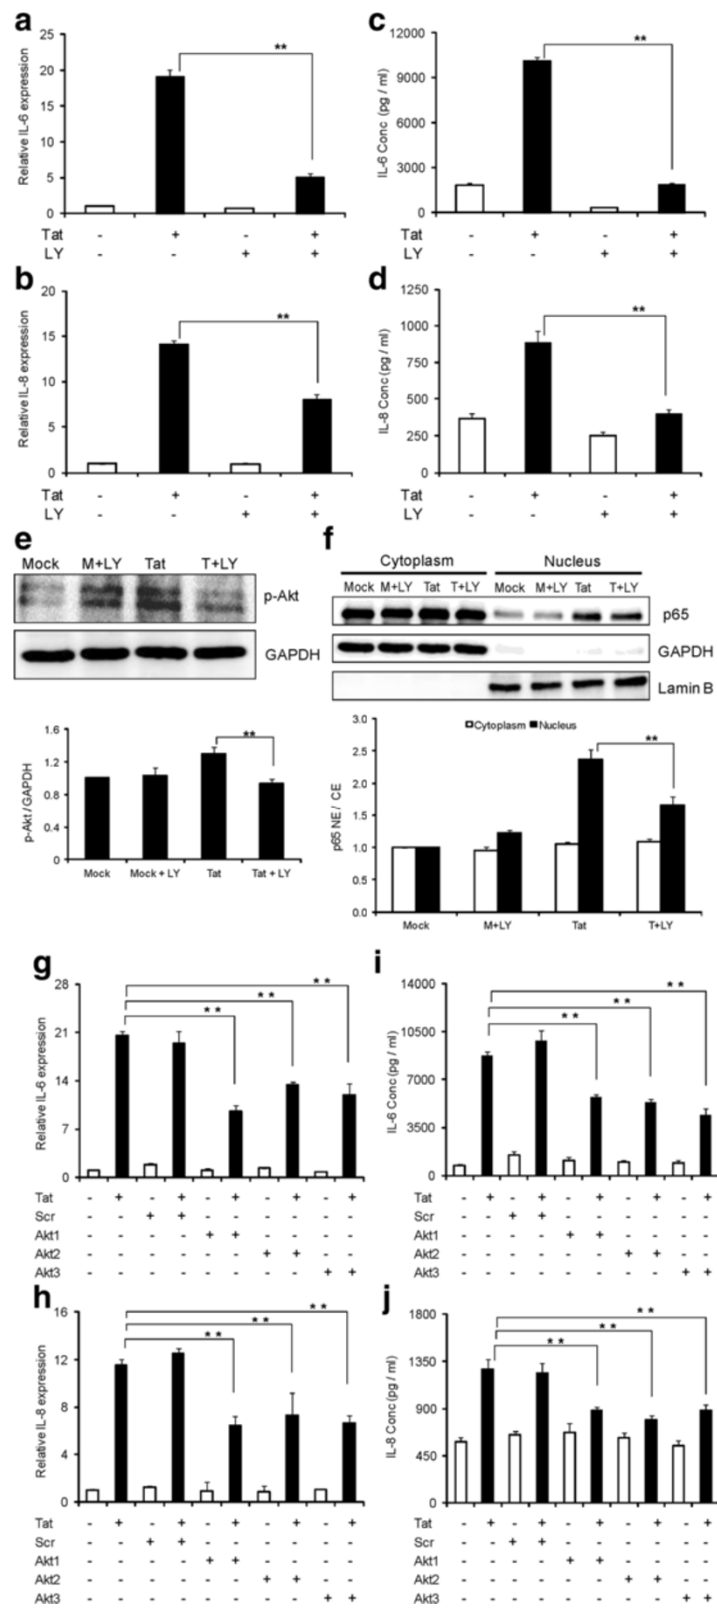 a
c
Relative IL-6 expression
25
20
15
10
5
0
**
Tat - + - +
LY - - + +
IL-6 Conc (pg / ml)
12000
9000
6000
3000
0
**
Tat - + - +
LY - - + +
b
d
Relative IL-8 expression
20
15
10
5
0
**
Tat - + - +
LY - - + +
IL-8 Conc (pg / ml)
1250
1000
750
500
250
0
**
Tat - + - +
LY - - + +
e
Mock M+LY Tat T+LY
p-Akt
GAPDH
p-Akt / GAPDH
1.6
1.2
0.8
0.4
0
**
Mock Mock + LY Tat Tat + LY
f
Cytoplasm Nucleus
Mock M+LY Tat T+LY Mock M+LY Tat T+LY
p65
GAPDH
Lamin B
Cytoplasm Nucleus
p65 NE / CE
3.0
2.5
2.0
1.5
1.0
0.5
0.0
**
Mock M+LY Tat T+LY
g
Relative IL-6 expression
28
21
14
7
0
* *
* *
* *
Tat - + - + - + - + - +
Scr - - + + - - - - - -
Akt1 - - - - + + - - - -
Akt2 - - - - - - + + - -
Akt3 - - - - - - - - + +
i
IL-6 Conc (pg / ml)
14000
10500
7000
3500
0
* *
* *
* *
Tat - + - + - + - + - +
Scr - - + + - - - - - -
Akt1 - - - - + + - - - -
Akt2 - - - - - - + + - -
Akt3 - - - - - - - - + +
h
Relative IL-8 expression
16
12
8
4
0
* *
* *
* *
Tat - + - + - + - + - +
Scr - - + + - - - - - -
Akt1 - - - - + + - - - -
Akt2 - - - - - - + + - -
Akt3 - - - - - - - - + +
j
IL-8 Conc (pg / ml)
1800
1350
900
450
0
* *
* *
* *
Tat - + - + - + - + - +
Scr - - + + - - - - - -
Akt1 - - - - + + - - - -
Akt2 - - - - - - + + - -
Akt3 - - - - - - - - + +